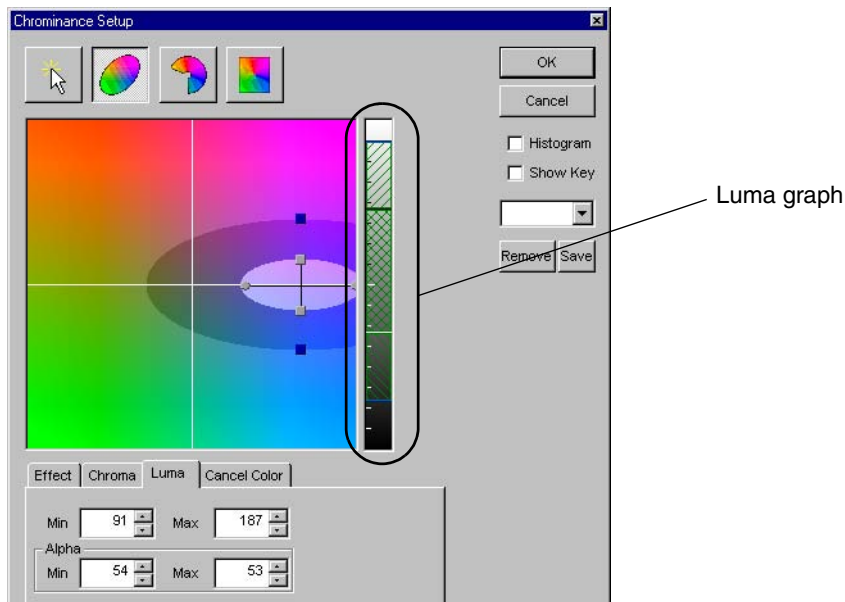 Chrominance Setup
OK
Cancel
Histogram
Show Key
Luma graph
Remove Save
Effect Chroma Luma Cancel Color
Min 91 Max 187
Alpha
Min 54 Max 53